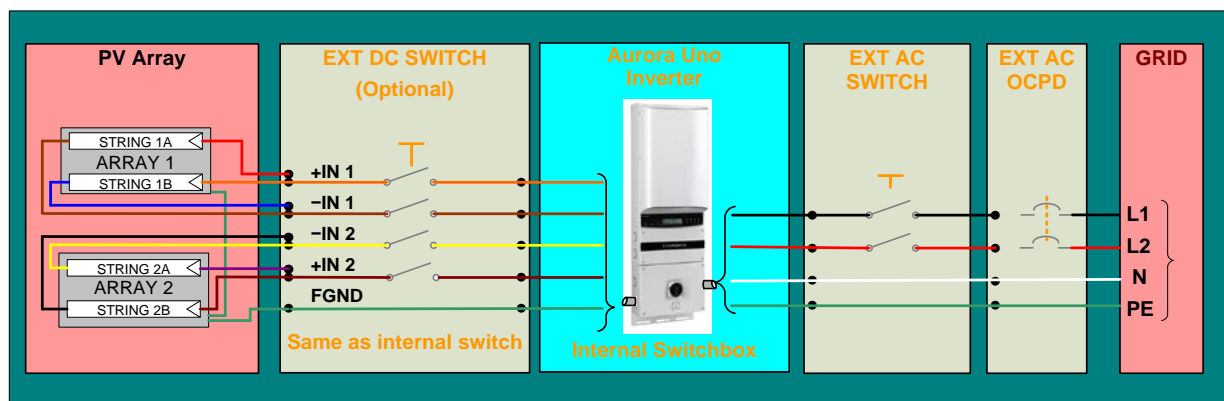 PV Array
STRING 1A
ARRAY 1
STRING 1B
STRING 2A
ARRAY 2
STRING 2B
EXT DC SWITCH
(Optional)
+IN 1
−IN 1
−IN 2
+IN 2
FGND
Same as internal switch
Aurora Uno
Inverter
Internal Switchbox
EXT AC
SWITCH
EXT AC
OCPD
GRID
L1
L2
N
PE